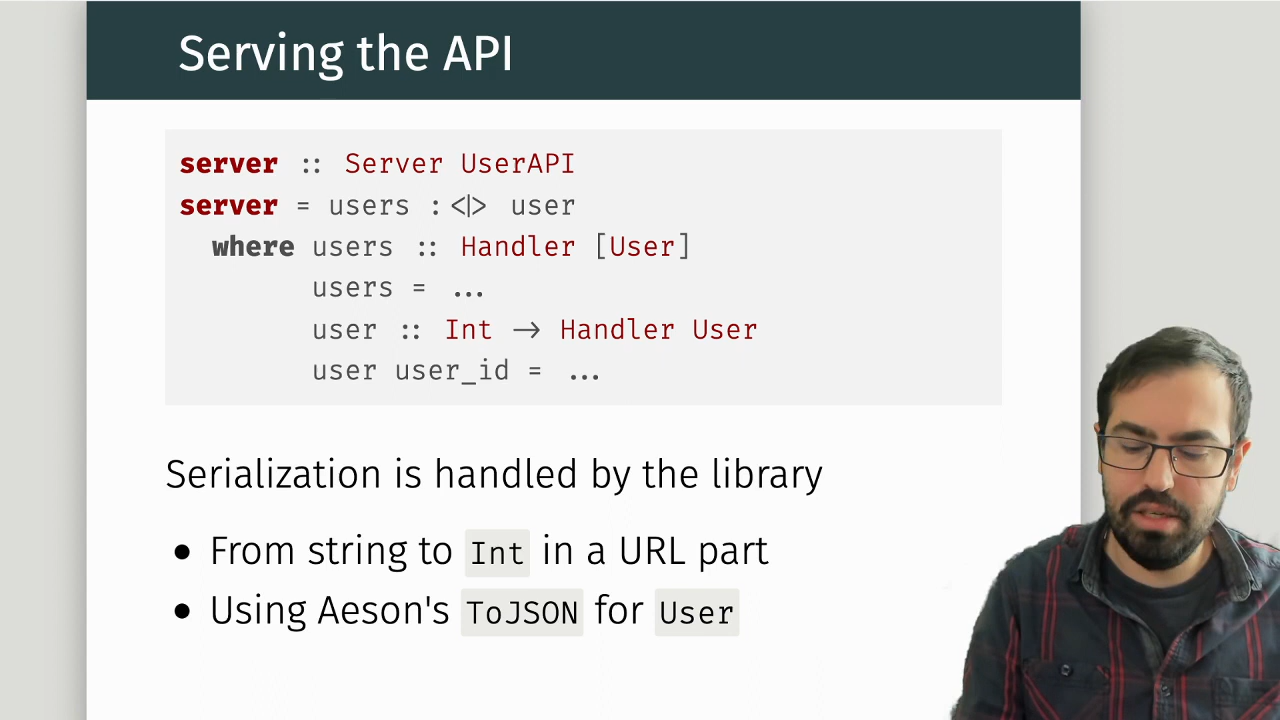 Serving the API
server :: Server UserAPI
server = users :<|> user
where users :: Handler [User]
users = ...
user :: Int -> Handler User
user user_id = ...
Serialization is handled by the library
• From string to Int in a URL part
• Using Aeson's ToJSON for User